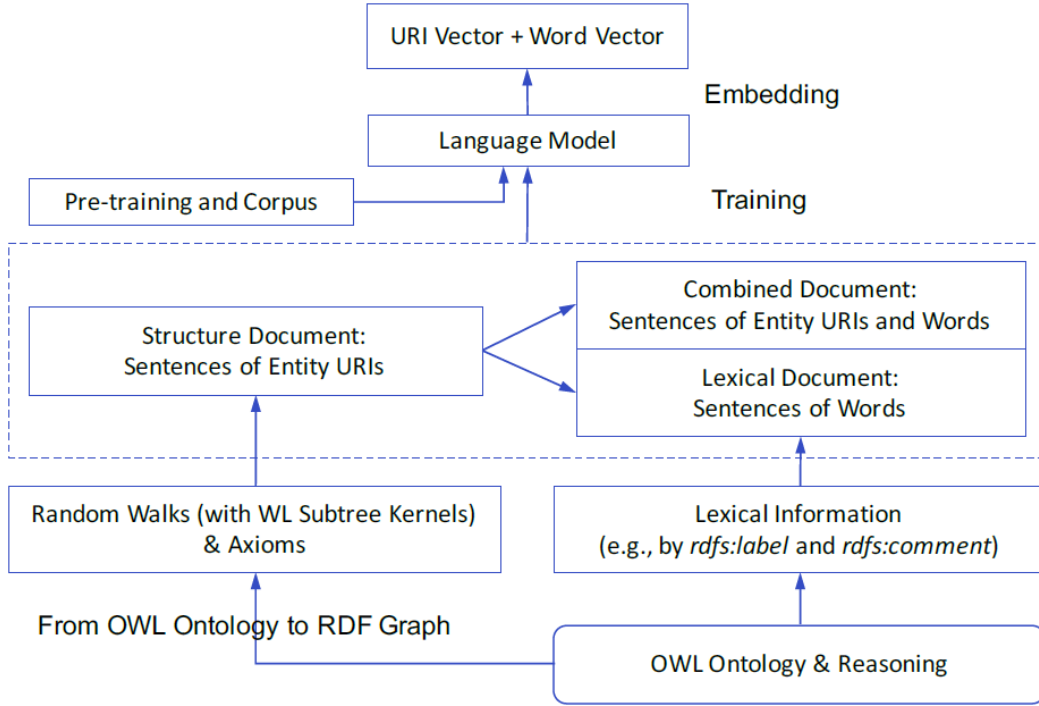 URI Vector + Word Vector
Embedding
Language Model
Pre-training and Corpus
Training
Combined Document:
Sentences of Entity URIs and Words
Structure Document:
Sentences of Entity URIs
Lexical Document:
Sentences of Words
Random Walks (with WL Subtree Kernels)
& Axioms
Lexical Information
(e.g., by rdfs:label and rdfs:comment)
From OWL Ontology to RDF Graph
OWL Ontology & Reasoning